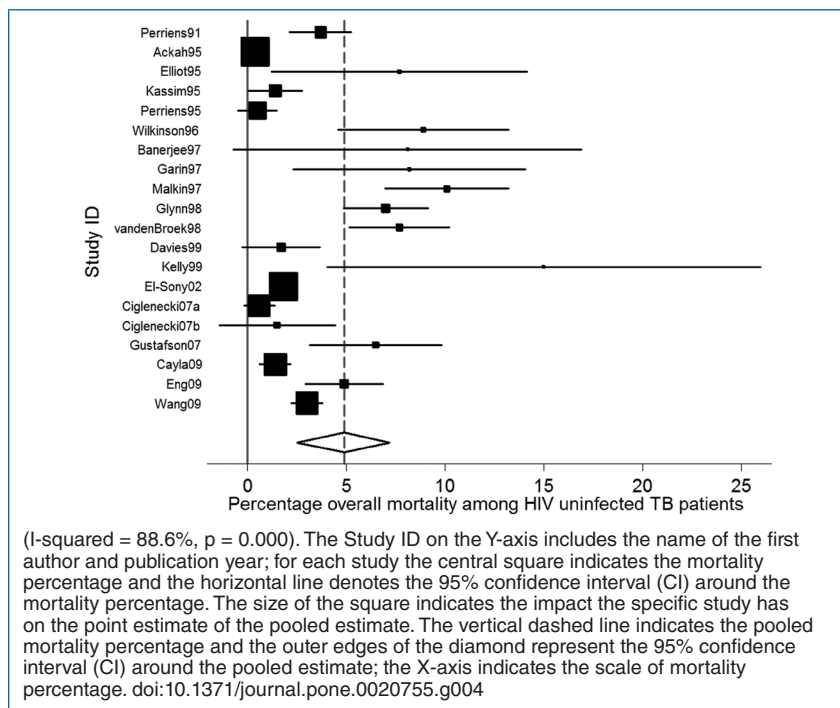 Perriens91
Ackah95
Elliot95
Kassim95
Perriens95
Wilkinson96
Banerjee97
Garin97
Malkin97
Glynn98
vandenBroek98
Davies99
Kelly99
El-Sony02
Ciglenecki07a
Ciglenecki07b
Gustafson07
Cayla09
Eng09
Wang09
Study ID
0 5 10 15 20 25
Percentage overall mortality among HIV uninfected TB patients
(I-squared = 88.6%, p = 0.000). The Study ID on the Y-axis includes the name of the first
author and publication year; for each study the central square indicates the mortality
percentage and the horizontal line denotes the 95% confidence interval (CI) around the
mortality percentage. The size of the square indicates the impact the specific study has
on the point estimate of the pooled estimate. The vertical dashed line indicates the pooled
mortality percentage and the outer edges of the diamond represent the 95% confidence
interval (CI) around the pooled estimate; the X-axis indicates the scale of mortality
percentage. doi:10.1371/journal.pone.0020755.g004